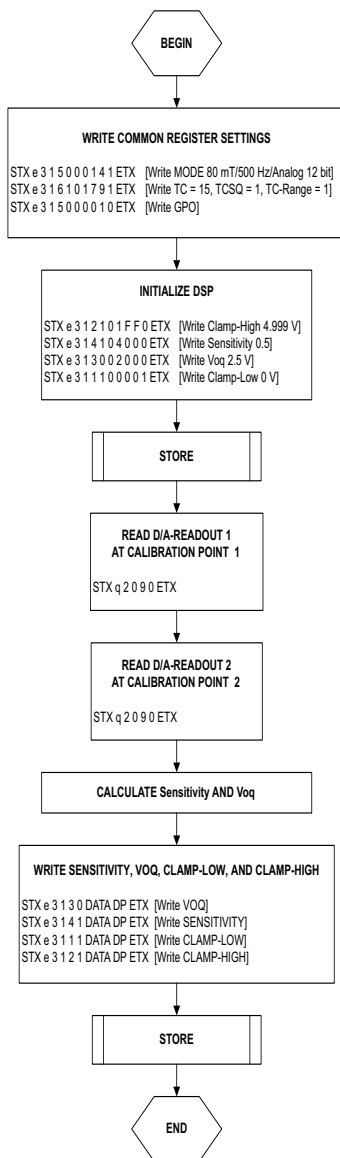 BEGIN
WRITE COMMON REGISTER SETTINGS
STX e 3 1 5 0 0 0 1 4 1 ETX [Write MODE 80 mT/500 Hz/Analog 12 bit]
STX e 3 1 6 1 0 1 7 9 1 ETX [Write TC = 15, TCSQ = 1, TC-Range = 1]
STX e 3 1 5 0 0 0 0 1 0 ETX [Write GPO]
INITIALIZE DSP
STX e 3 1 2 1 0 1 F F 0 ETX [Write Clamp-High 4.999 V]
STX e 3 1 4 1 0 4 0 0 0 ETX [Write Sensitivity 0.5]
STX e 3 1 3 0 0 2 0 0 0 ETX [Write Voq 2.5 V]
STX e 3 1 1 1 0 0 0 0 1 ETX [Write Clamp-Low 0 V]
STORE
READ D/A-READOUT 1
AT CALIBRATION POINT 1
STX q 2 0 9 0 ETX
READ D/A-READOUT 2
AT CALIBRATION POINT 2
STX q 2 0 9 0 ETX
CALCULATE Sensitivity AND Voq
WRITE SENSITIVITY, VOQ, CLAMP-LOW, AND CLAMP-HIGH
STX e 3 1 3 0 DATA DP ETX [Write VOQ]
STX e 3 1 4 1 DATA DP ETX [Write SENSITIVITY]
STX e 3 1 1 1 DATA DP ETX [Write CLAMP-LOW]
STX e 3 1 2 1 DATA DP ETX [Write CLAMP-HIGH]
STORE
END